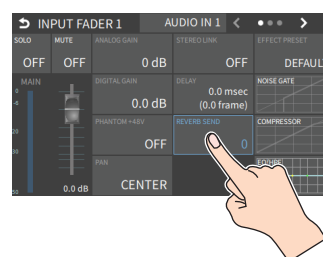 INPUT FADER 1
AUDIO IN 1
SOLO
OFF
MUTE
OFF
ANALOG GAIN
0 dB
STEREO LINK
OFF
EFFECT PRESET
MAIN
0
DIGITAL GAIN
0.0 dB
DELAY
0.0 msec
(0.0 frame)
NOISE GATE
PHANTOM +48V
OFF
REVERB SEND
0
COMPRESSOR
20
0.0 dB
PAN
CENTER